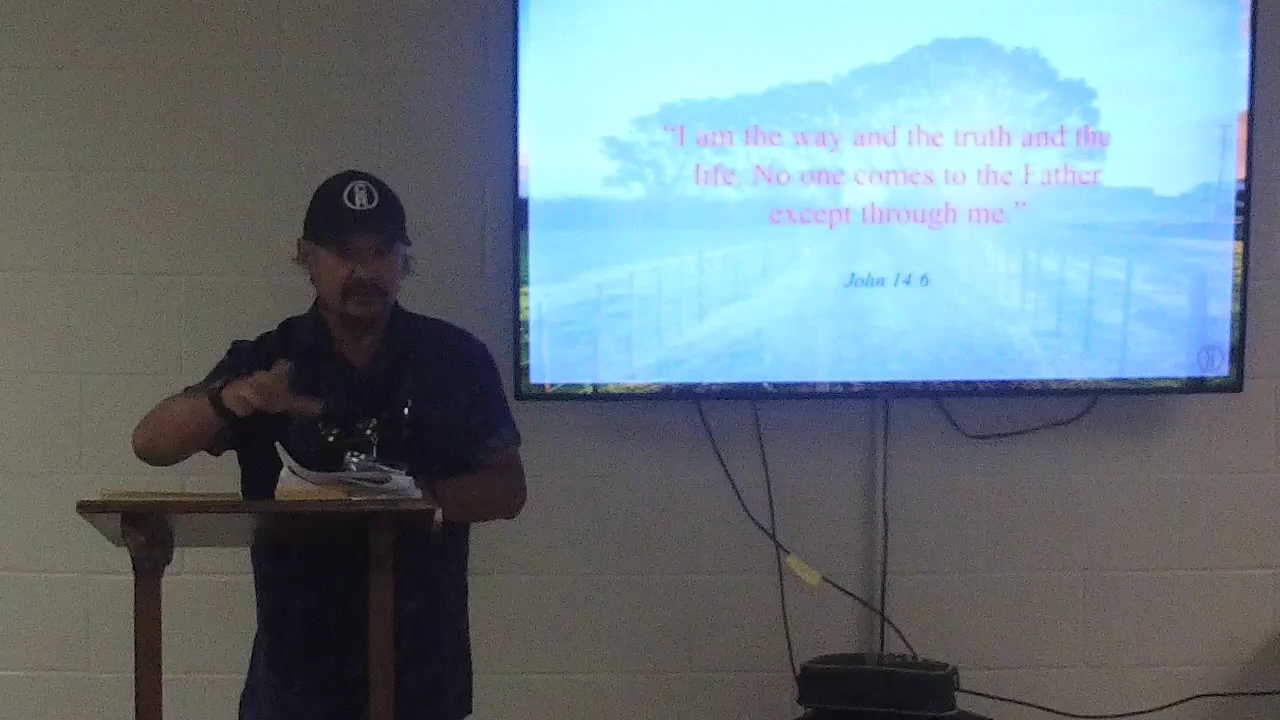 "I am the way and the truth and the
life. No one comes to the Father
except through me."
John 14:6